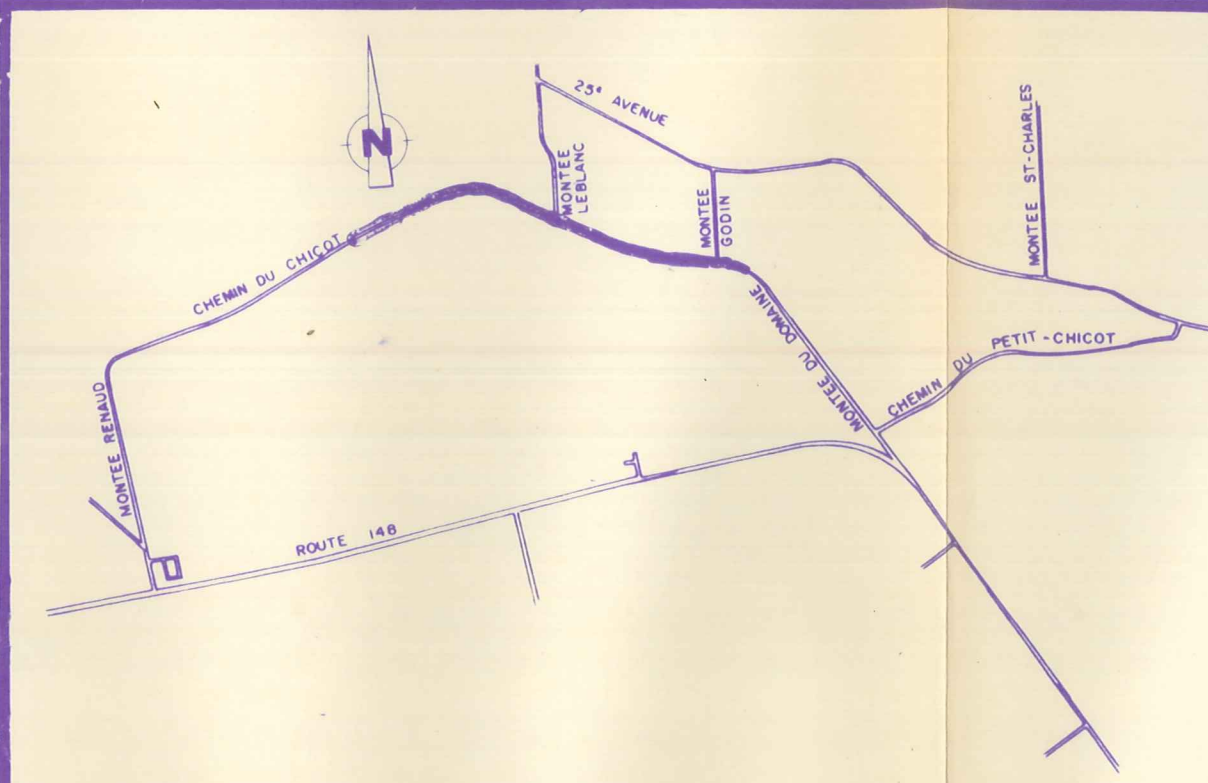 N
25e AVENUE
MONTEE
LEBLANC
MONTEE
GODIN
MONTEE ST-CHARLES
CHEMIN DU CHICOT
MONTEE DU DOMAINE
CHEMIN DU PETIT-CHICOT
MONTEE RENAUD
ROUTE 148